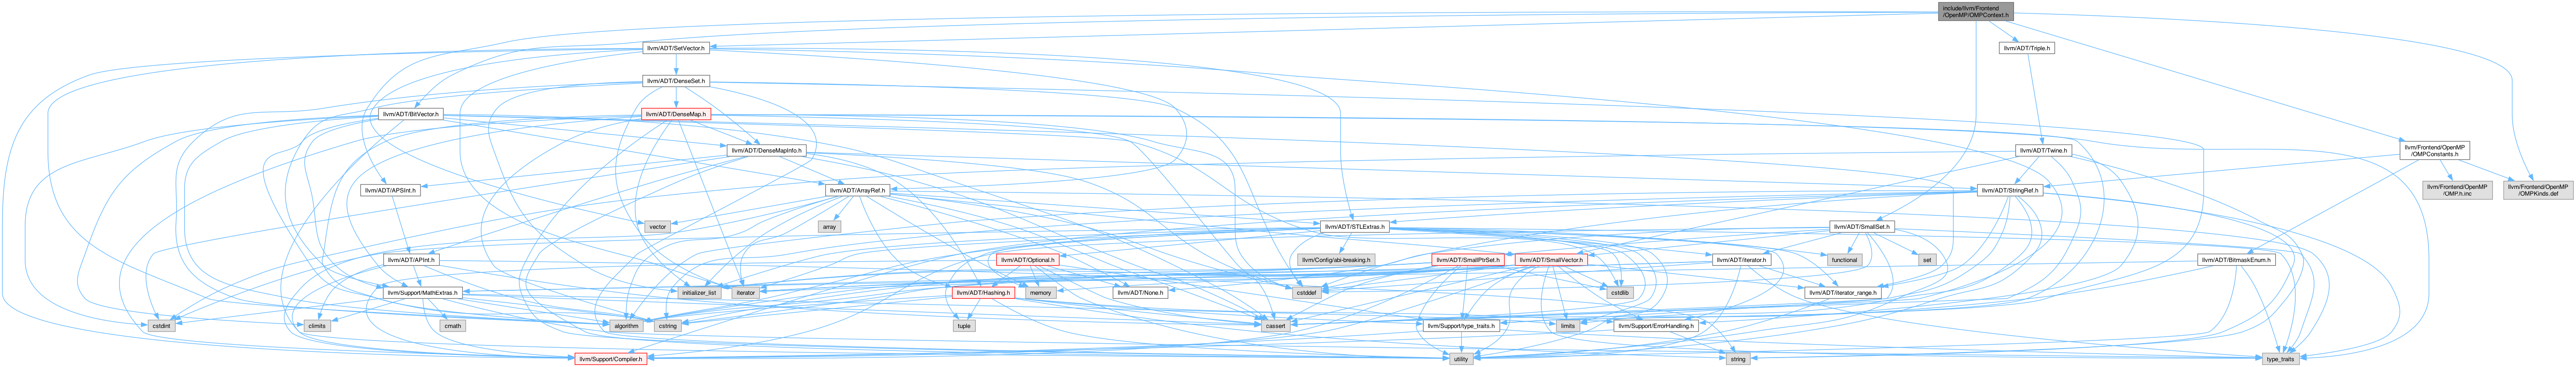 include/llvm/Frontend
/OpenMP/OMPContext.h
llvm/ADT/SetVector.h
llvm/ADT/Triple.h
llvm/ADT/DenseSet.h
llvm/ADT/BitVector.h
llvm/ADT/DenseMap.h
llvm/ADT/DenseMapInfo.h
llvm/ADT/Twine.h
llvm/Frontend/OpenMP
/OMPConstants.h
llvm/ADT/APSInt.h
llvm/ADT/ArrayRef.h
llvm/ADT/StringRef.h
llvm/Frontend/OpenMP
/OMP.h.inc
llvm/Frontend/OpenMP
/OMPKinds.def
vector
array
llvm/ADT/STLExtras.h
llvm/ADT/SmallSet.h
llvm/ADT/APInt.h
llvm/ADT/Optional.h
llvm/Config/abi-breaking.h
llvm/ADT/SmallPtrSet.h
llvm/ADT/SmallVector.h
llvm/ADT/iterator.h
functional
set
llvm/ADT/BitmaskEnum.h
llvm/Support/MathExtras.h
initializer_list
iterator
llvm/ADT/Hashing.h
memory
llvm/ADT/None.h
cstddef
cstdlib
llvm/ADT/iterator_range.h
cstdint
climits
cmath
algorithm
cstring
tuple
cassert
llvm/Support/type_traits.h
limits
llvm/Support/ErrorHandling.h
llvm/Support/Compiler.h
utility
string
type_traits